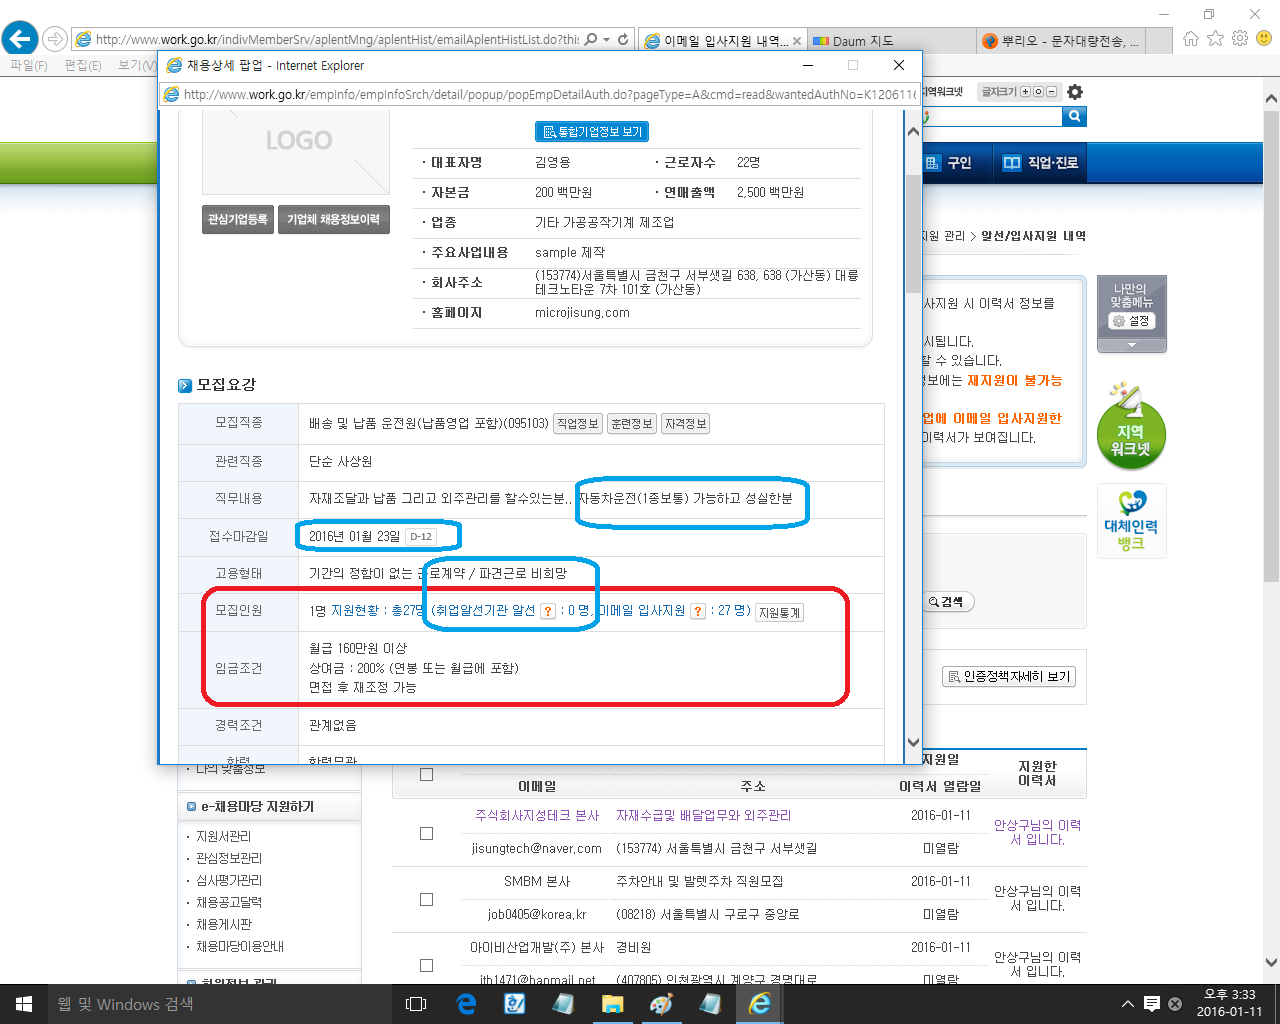 http://www.work.go.kr/indivMemberSrv/aplentMng/aplentHist/emailAplentHistList.do?this
이메일 입사지원 내역...
Daum 지도
뿌리오 - 문자대량전송, ...
파일(F) 편집(E) 보기(V)
채용상세 팝업 - Internet Explorer
http://www.work.go.kr/empInfo/empInfoSrch/detail/popup/popEmpDetailAuth.do?pageType=A&cmd=read&wantedAuthNo=K1206116
지역워크넷 글자크기
LOGO
통합기업정보 보기
· 대표자명 김영용 · 근로자수 22명
· 자본금 200 백만원 · 연매출액 2,500 백만원
관심기업등록 기업체 채용정보이력
· 업종 기타 가공공작기계 제조업
· 주요사업내용 sample 제작
· 회사주소 (153774)서울특별시 금천구 서부샛길 638, 638 (가산동) 대륭
테크노타운 7차 101호 (가산동)
· 홈페이지 microjisung.com
구인 직업·진로
지원 관리 > 알선/입사지원 내역
사지원 시 이력서 정보를
시됩니다.
할 수 있습니다.
정보에는 재지원이 불가능
업에 이메일 입사지원한
이력서가 보여집니다.
나만의
맞춤메뉴
설정
지역
워크넷
대체인력
뱅크
모집요강
모집직종 배송 및 납품 운전원(납품영업 포함)(095103) 직업정보 훈련정보 자격정보
관련직종 단순 사상원
직무내용 자재조달과 납품 그리고 외주관리를 할수있는분.. 자동차운전(1종보통) 가능하고 성실한분
접수마감일 2016년 01월 23일 D-12
고용형태 기간의 정함이 없는 근로계약 / 파견근로 비희망
모집인원 1명 지원현황 : 총27명 (취업알선기관 알선 ? : 0 명, 이메일 입사지원 ? : 27 명) 지원통계
임금조건 월급 160만원 이상
상여금 : 200% (연봉 또는 월급에 포함)
면접 후 재조정 가능
경력조건 관계없음
학력 학력무관
검색
인증정책자세히 보기
· 나의 맞춤정보
e-채용마당 지원하기
· 지원서관리
· 관심정보관리
· 심사평가관리
· 채용공고달력
· 채용게시판
· 채용마당이용안내
회원정보 관리
지원일 지원한
이력서
이메일 주소 이력서 열람일
주식회사지성테크 본사 자재수급및 배달업무와 외주관리 2016-01-11 안상구님의 이력
서 입니다.
jisungtech@naver.com (153774) 서울특별시 금천구 서부샛길 미열람
SMBM 본사 주차안내 및 발렛주차 직원모집 2016-01-11 안상구님의 이력
서 입니다.
job0405@korea.kr (08218) 서울특별시 구로구 중앙로 미열람
아이비산업개발(주) 본사 경비원 2016-01-11 안상구님의 이력
서 입니다.
jth1471@hanmail.net (407805) 인천광역시 계양구 경명대로 미열람
웹 및 Windows 검색
오후 3:33
2016-01-11